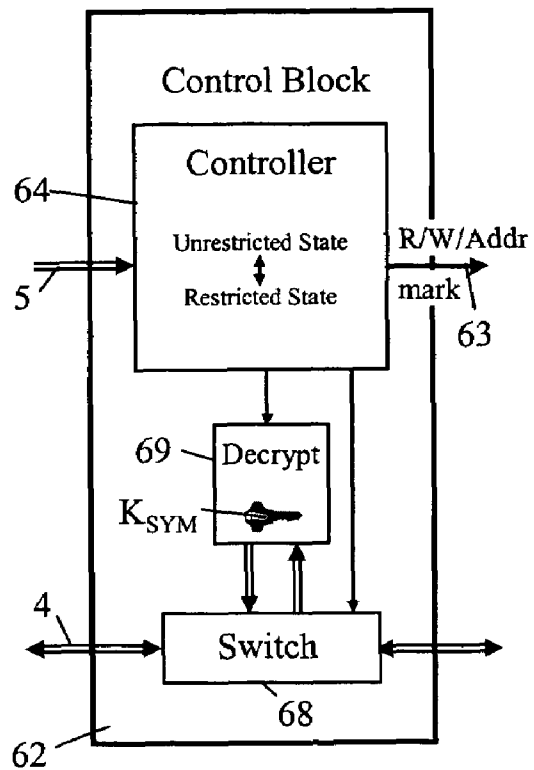 Control Block
Controller
64
Unrestricted State
R/W/Addr
5
Restricted State
mark
63
69
Decrypt
K_SYM
4
Switch
68
62